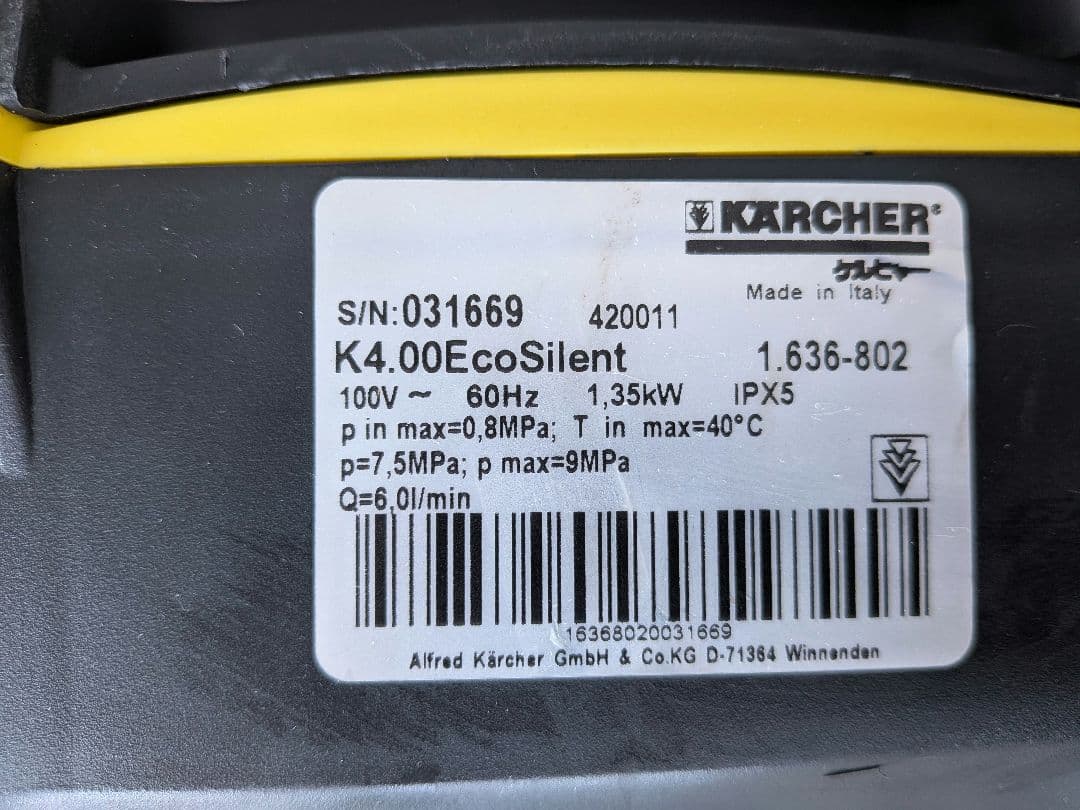 KÄRCHER®
ケルヒャー
Made in Italy
S/N:031669 420011
K4.00EcoSilent 1.636-802
100V ~ 60Hz 1,35kW IPX5
p in max=0,8MPa; T in max=40°C
p=7,5MPa; p max=9MPa
Q=6,0l/min
16368020031669
Alfred Kärcher GmbH & Co.KG D-71364 Winnenden